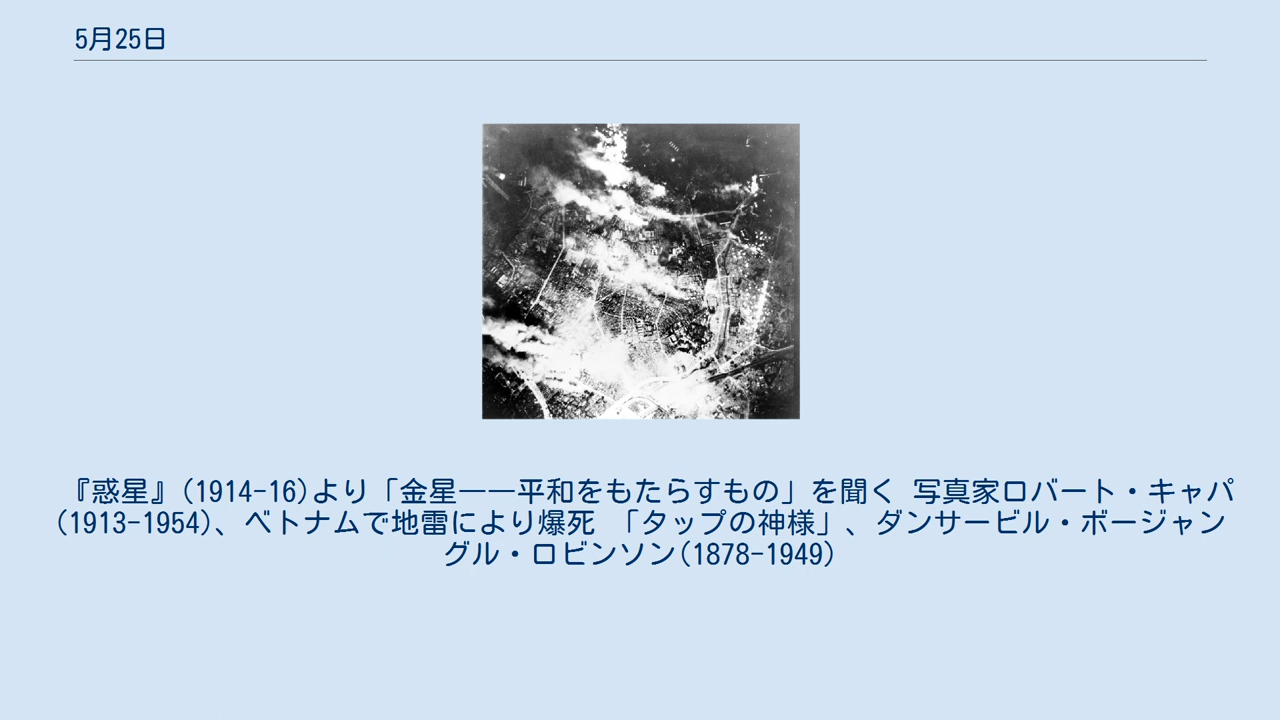 5月25日
『惑星』(1914-16)より「金星――平和をもたらすもの」を聞く 写真家ロバート・キャパ
(1913-1954)、ベトナムで地雷により爆死 「タップの神様」、ダンサービル・ボージャン
グル・ロビンソン(1878-1949)